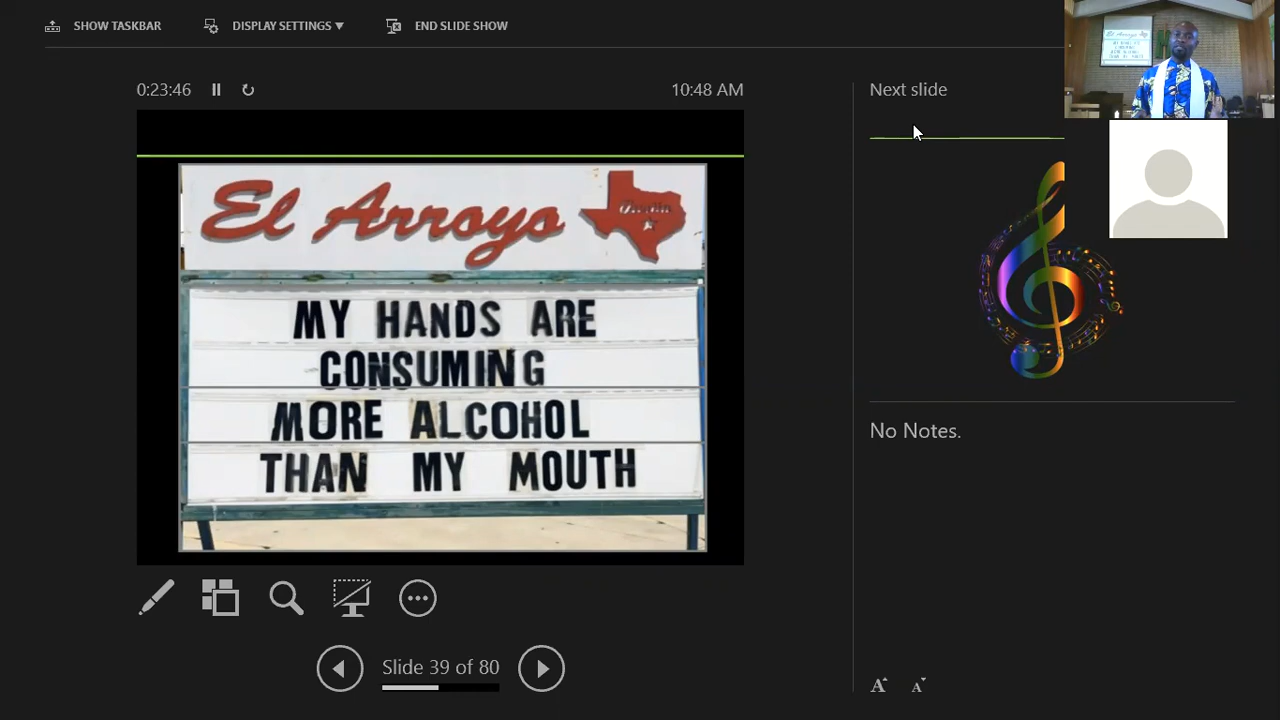 SHOW TASKBAR
DISPLAY SETTINGS ▼
END SLIDE SHOW
0:23:46
10:48 AM
Next slide
El Arroyo
Austin
MY HANDS ARE
CONSUMING
MORE ALCOHOL
THAN MY MOUTH
No Notes.
Slide 39 of 80
A A